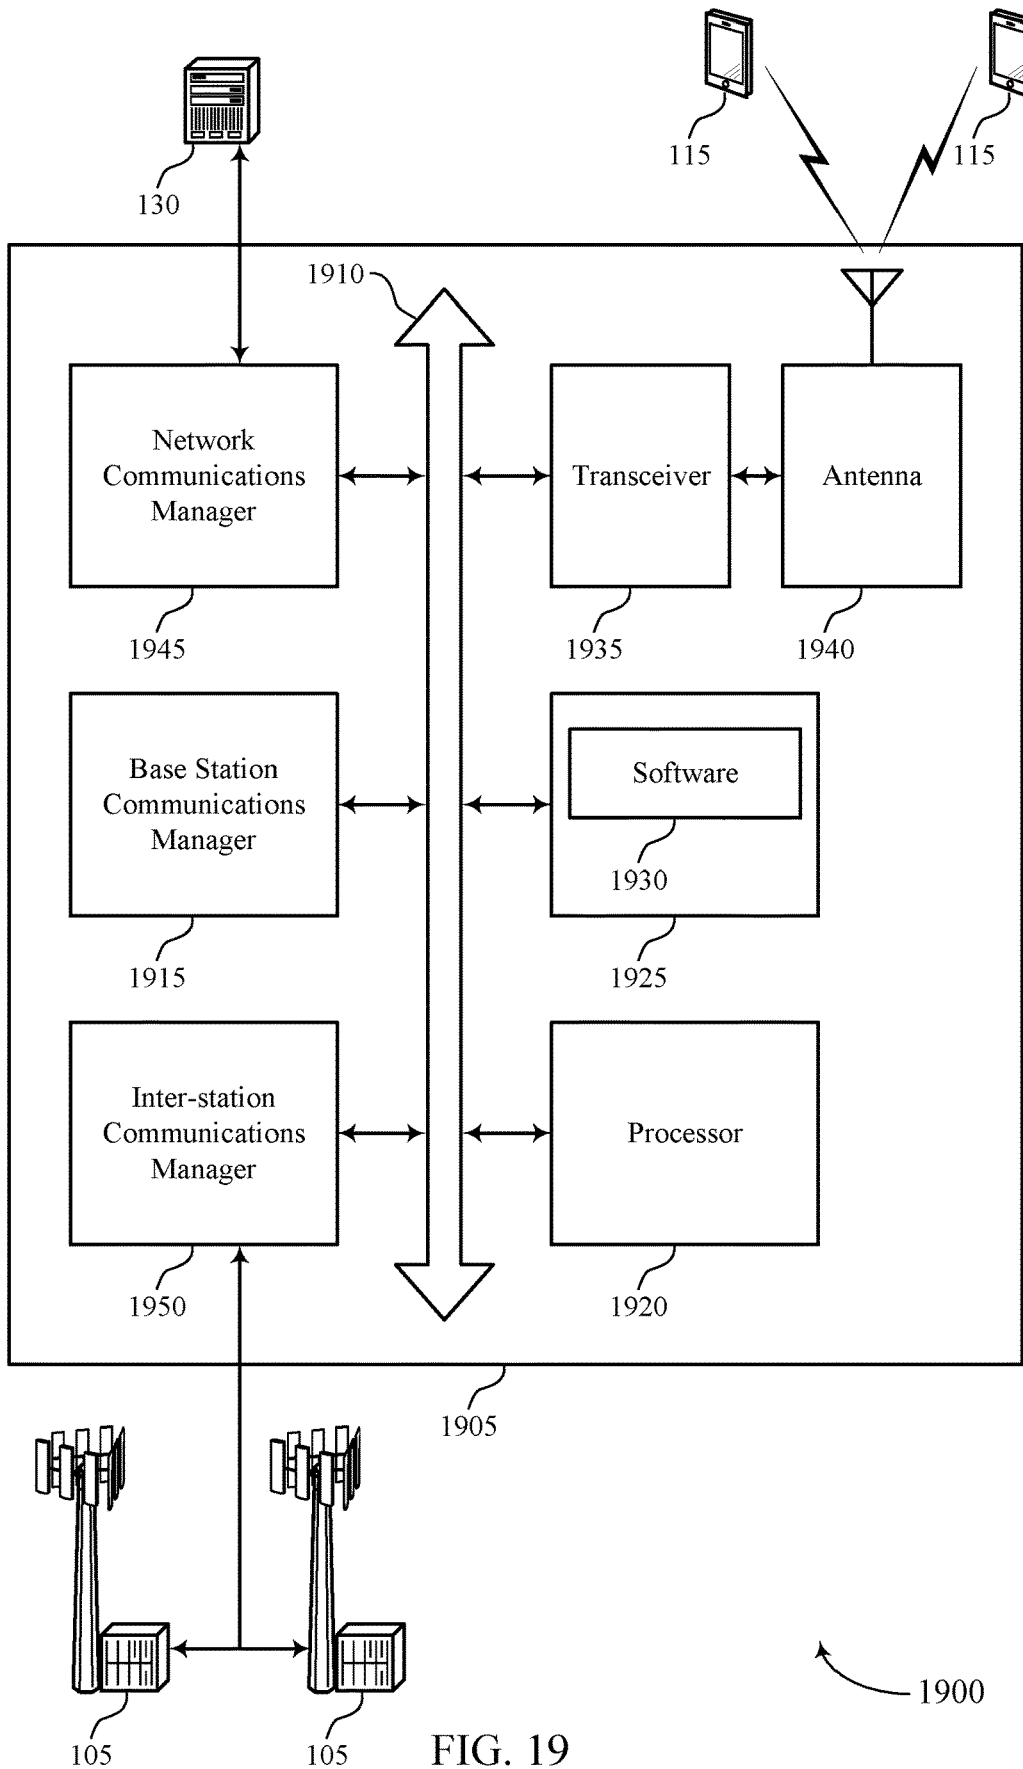 115
115
130
1910
Network
Communications
Manager
Transceiver
Antenna
1945
1935
1940
Base Station
Communications
Manager
Software
1930
1915
1925
Inter-station
Communications
Manager
Processor
1950
1920
1905
1900
105
105
FIG. 19